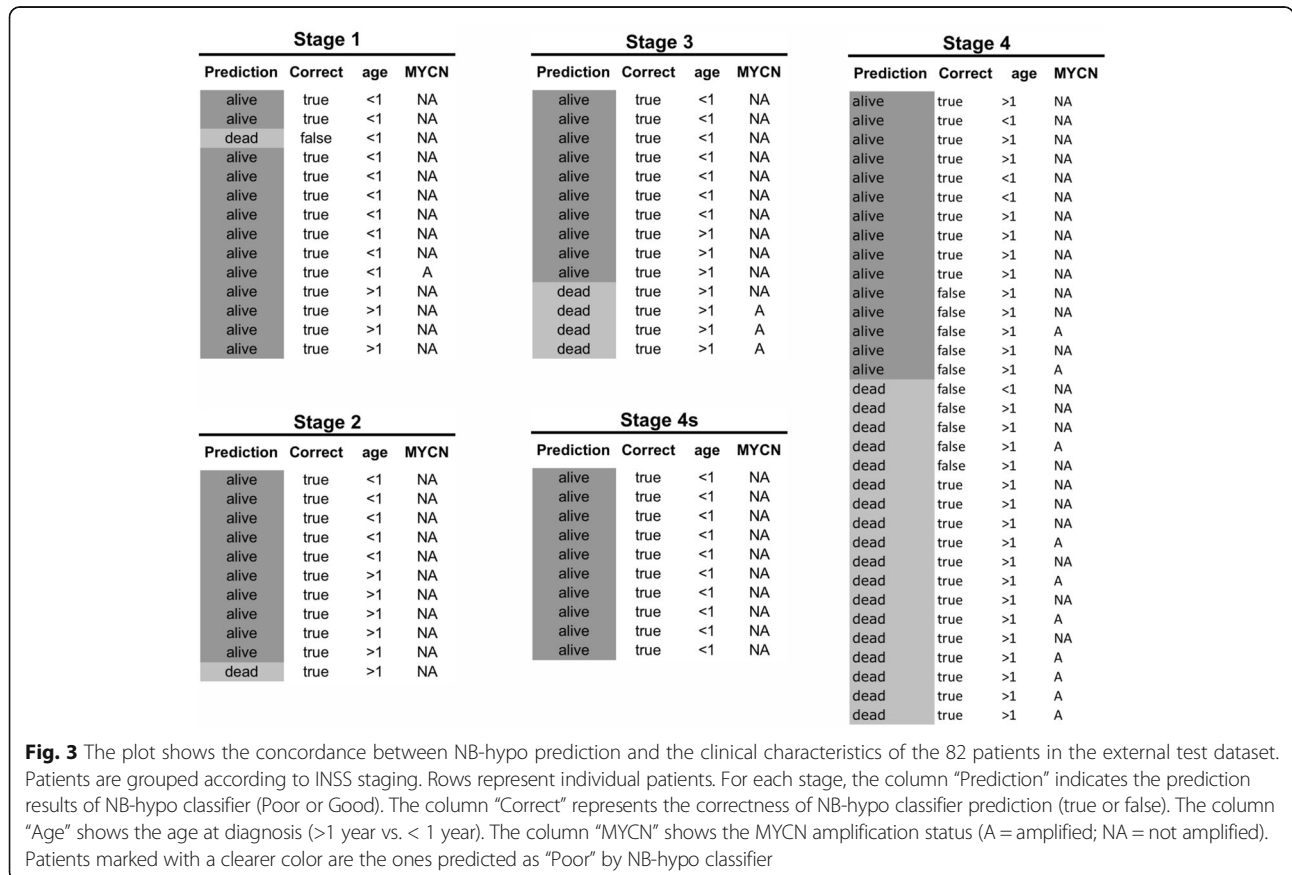 Stage 1
Prediction Correct age MYCN
alive true <1 NA
alive true <1 NA
dead false <1 NA
alive true <1 NA
alive true <1 NA
alive true <1 NA
alive true <1 NA
alive true <1 NA
alive true <1 NA
alive true <1 A
alive true >1 NA
alive true >1 NA
alive true >1 NA
alive true >1 NA
Stage 2
Prediction Correct age MYCN
alive true <1 NA
alive true <1 NA
alive true <1 NA
alive true <1 NA
alive true <1 NA
alive true >1 NA
alive true >1 NA
alive true >1 NA
alive true >1 NA
alive true >1 NA
dead true >1 NA
Stage 3
Prediction Correct age MYCN
alive true <1 NA
alive true <1 NA
alive true <1 NA
alive true <1 NA
alive true <1 NA
alive true <1 NA
alive true <1 NA
alive true >1 NA
alive true >1 NA
alive true >1 NA
dead true >1 NA
dead true >1 A
dead true >1 A
dead true >1 A
Stage 4s
Prediction Correct age MYCN
alive true <1 NA
alive true <1 NA
alive true <1 NA
alive true <1 NA
alive true <1 NA
alive true <1 NA
alive true <1 NA
alive true <1 NA
alive true <1 NA
alive true <1 NA
Stage 4
Prediction Correct age MYCN
alive true >1 NA
alive true <1 NA
alive true >1 NA
alive true >1 NA
alive true <1 NA
alive true <1 NA
alive true >1 NA
alive true >1 NA
alive true >1 NA
alive true >1 NA
alive false >1 NA
alive false >1 NA
alive false >1 A
alive false >1 NA
alive false >1 A
dead false <1 NA
dead false >1 NA
dead false >1 NA
dead false >1 A
dead false >1 NA
dead true >1 NA
dead true >1 NA
dead true >1 NA
dead true >1 A
dead true >1 NA
dead true >1 A
dead true >1 NA
dead true >1 A
dead true >1 NA
dead true >1 A
dead true >1 A
dead true >1 A
dead true >1 A
Fig. 3 The plot shows the concordance between NB-hypo prediction and the clinical characteristics of the 82 patients in the external test dataset.
Patients are grouped according to INSS staging. Rows represent individual patients. For each stage, the column “Prediction” indicates the prediction
results of NB-hypo classifier (Poor or Good). The column “Correct” represents the correctness of NB-hypo classifier prediction (true or false). The column
“Age” shows the age at diagnosis (>1 year vs. < 1 year). The column “MYCN” shows the MYCN amplification status (A = amplified; NA = not amplified).
Patients marked with a clearer color are the ones predicted as “Poor” by NB-hypo classifier